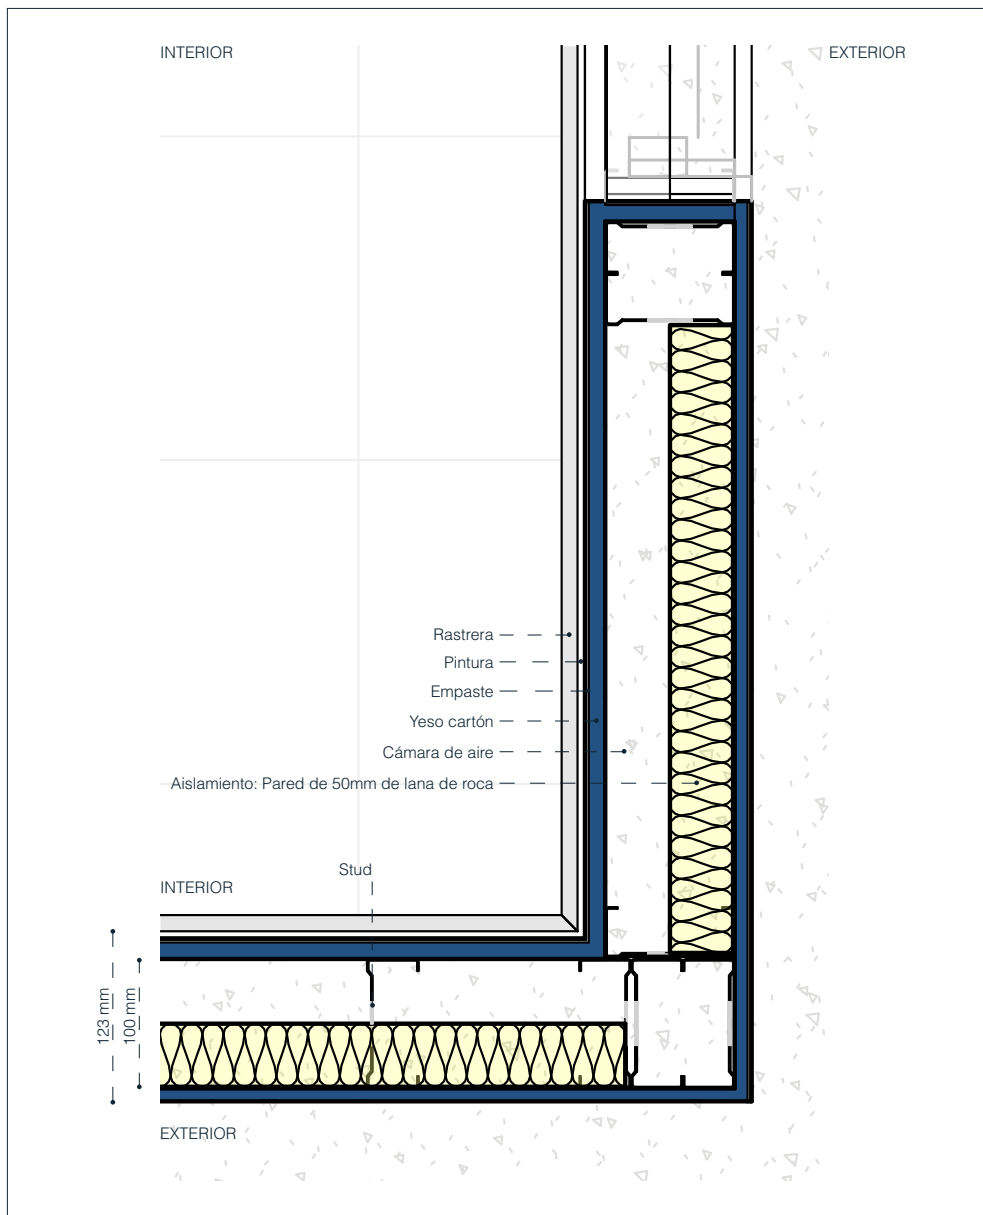 INTERIOR
EXTERIOR
Rastrera
Pintura
Empaste
Yeso cartón
Cámara de aire
Aislamiento: Pared de 50mm de lana de roca
Stud
INTERIOR
123 mm
100 mm
EXTERIOR